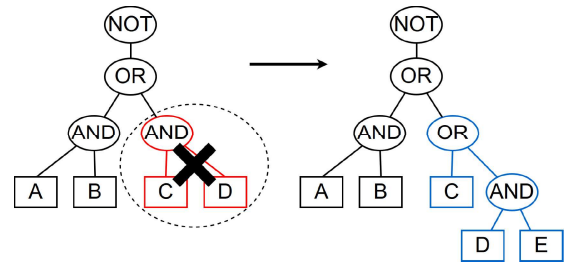 NOT
OR
AND AND
A B C D
NOT
OR
AND OR
A B C AND
D E